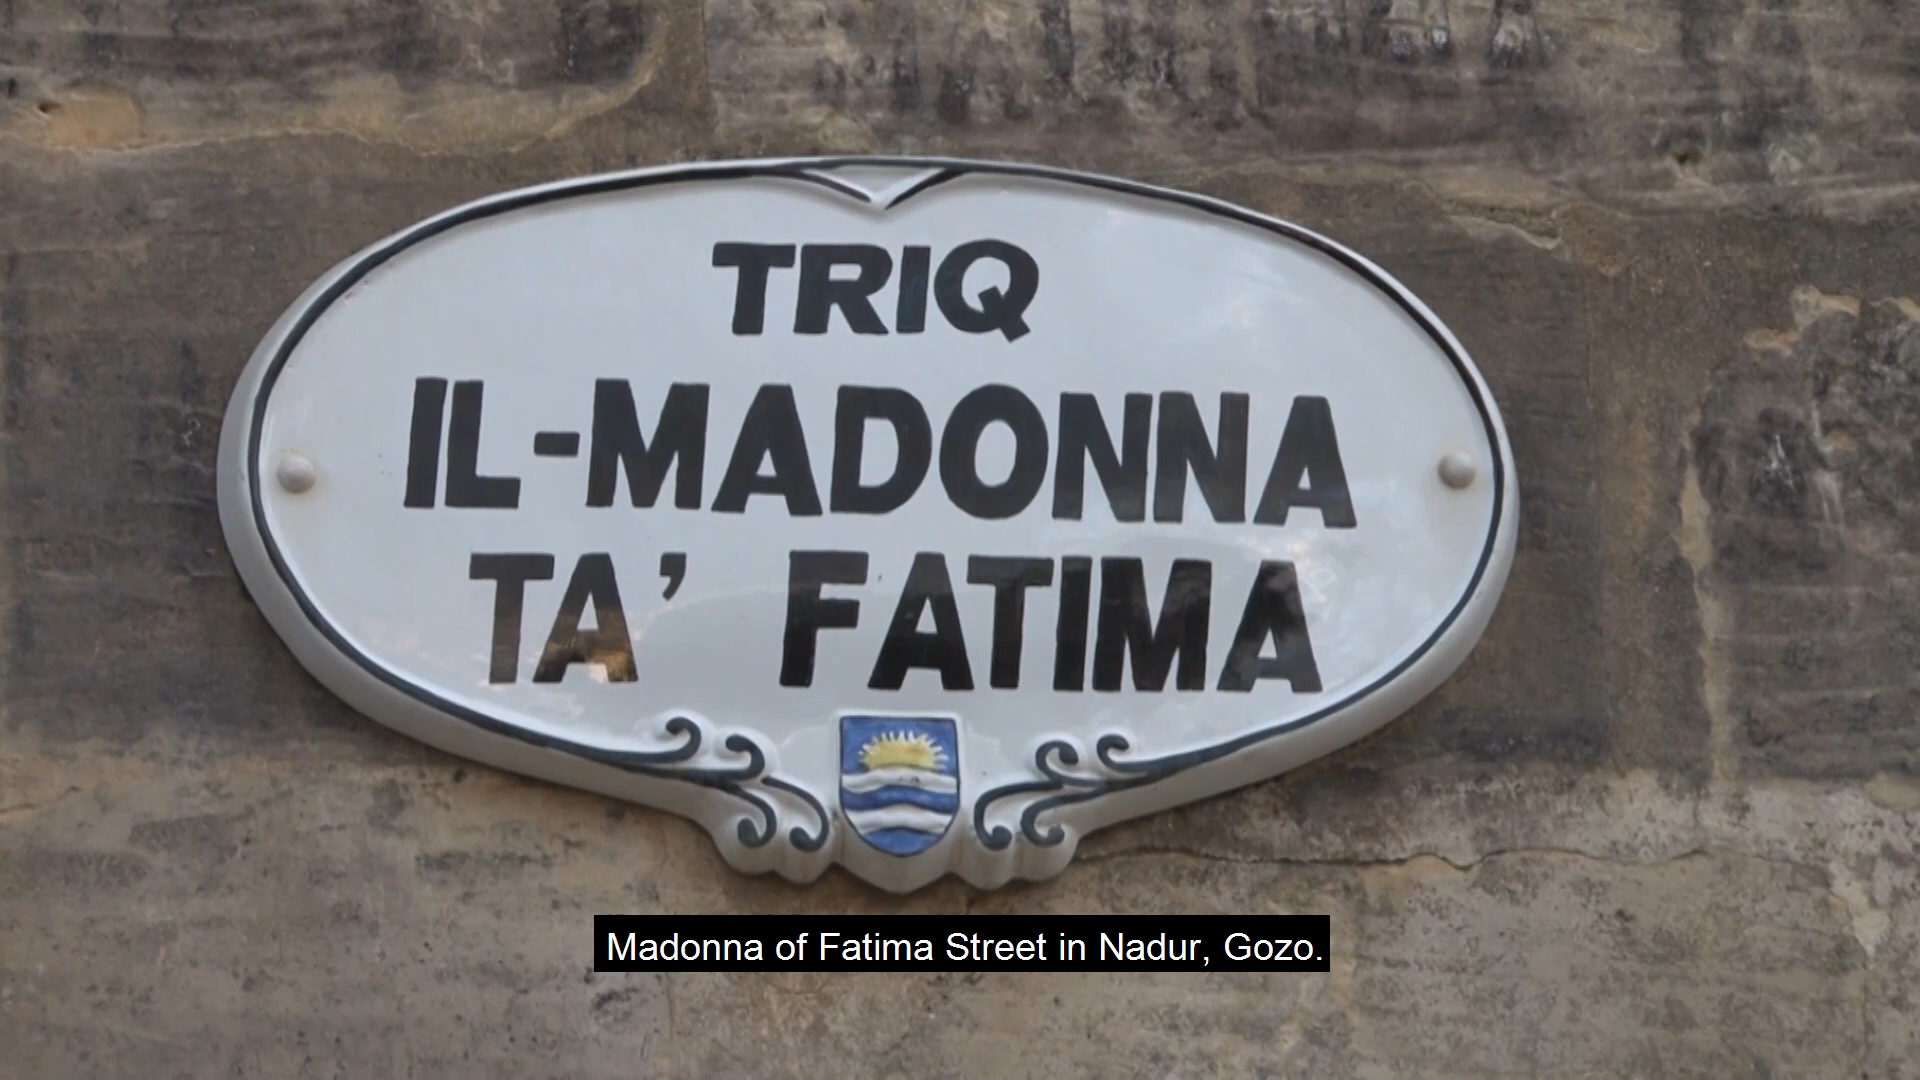 TRIQ
IL-MADONNA
TA' FATIMA
Madonna of Fatima Street in Nadur, Gozo.